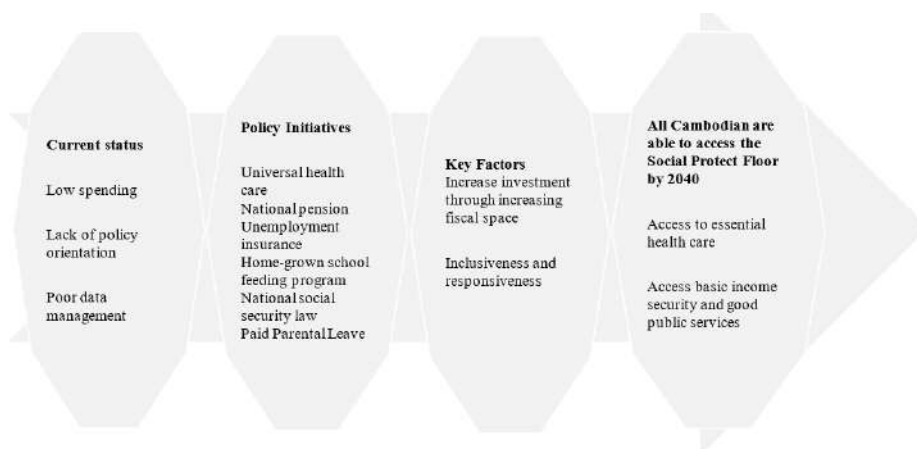 Current status
Low spending
Lack of policy
orientation
Poor data
management
Policy Initiatives
Universal health
care
National pension
Unemployment
insurance
Home-grown school
feeding program
National social
security law
Paid Parental Leave
Key Factors
Increase investment
through increasing
fiscal space
Inclusiveness and
responsiveness
All Cambodian are
able to access the
Social Protect Floor
by 2040
Access to essential
health care
Access basic income
security and good
public services